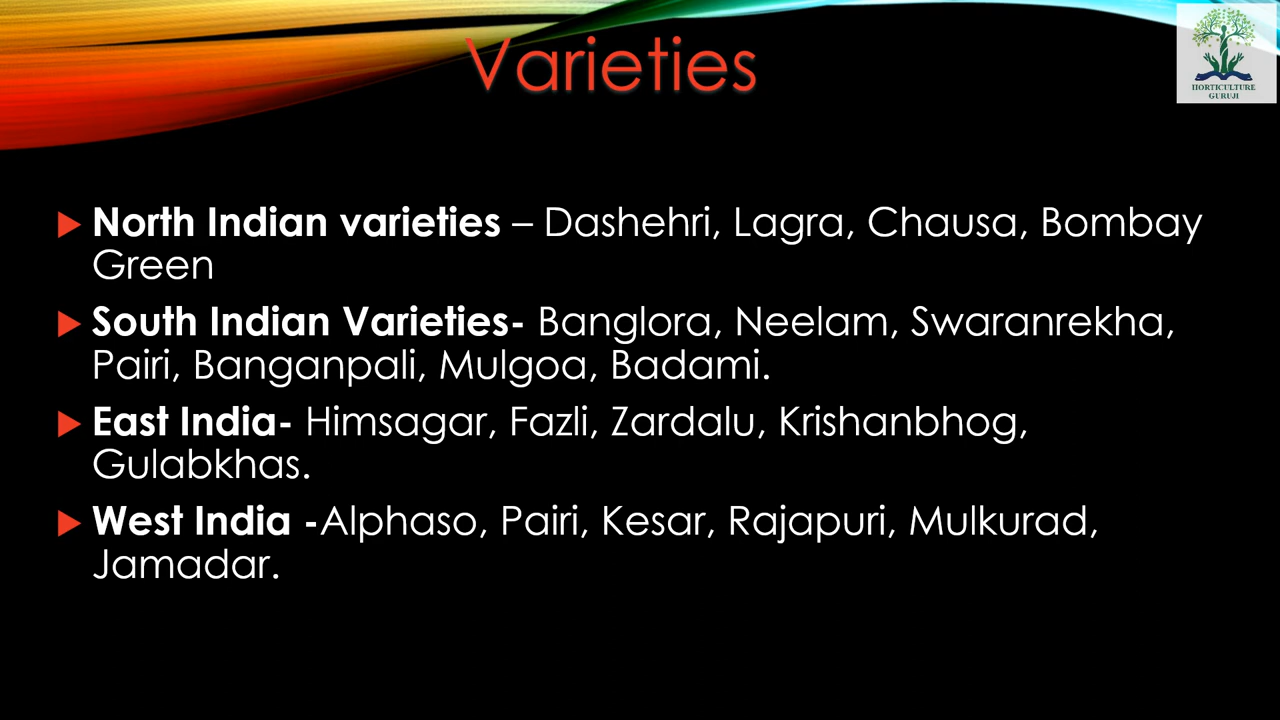 Varieties
HORTICULTURE
GURUJI
North Indian varieties – Dashehri, Lagra, Chausa, Bombay
Green
South Indian Varieties- Banglora, Neelam, Swaranrekha,
Pairi, Banganpali, Mulgoa, Badami.
East India- Himsagar, Fazli, Zardalu, Krishanbhog,
Gulabkhas.
West India -Alphaso, Pairi, Kesar, Rajapuri, Mulkurad,
Jamadar.